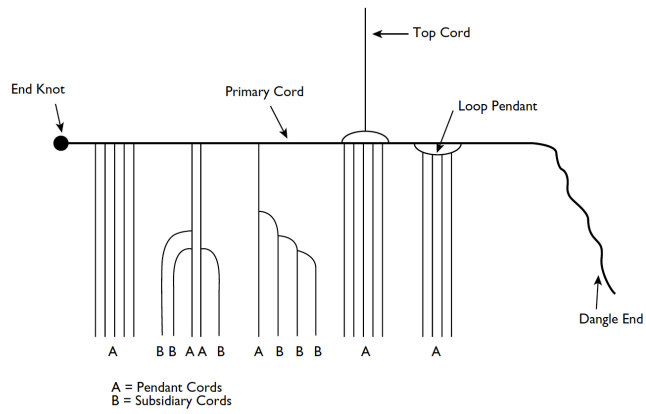 Top Cord
End Knot
Primary Cord
Loop Pendant
Dangle End
A B B A A B A B B B A A
A = Pendant Cords
B = Subsidiary Cords